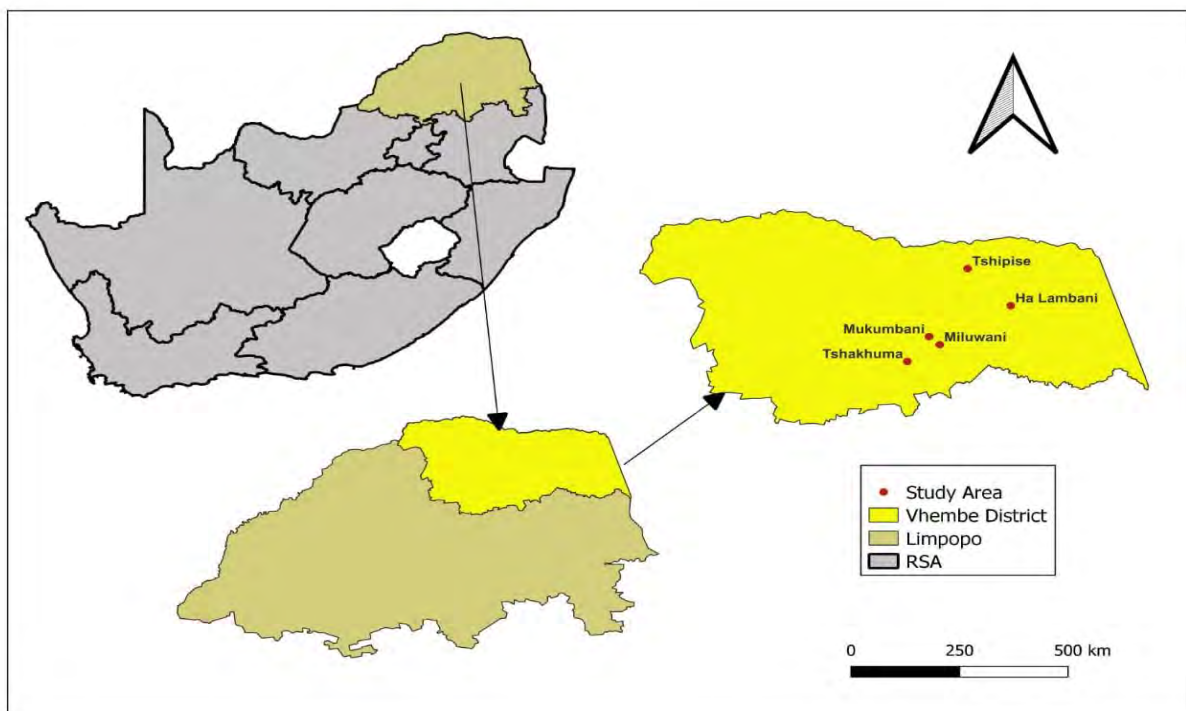 Tshipise
Ha Lambani
Mukumbani
Miluwani
Tshakhuma
Study Area
Vhembe District
Limpopo
RSA
0 250 500 km